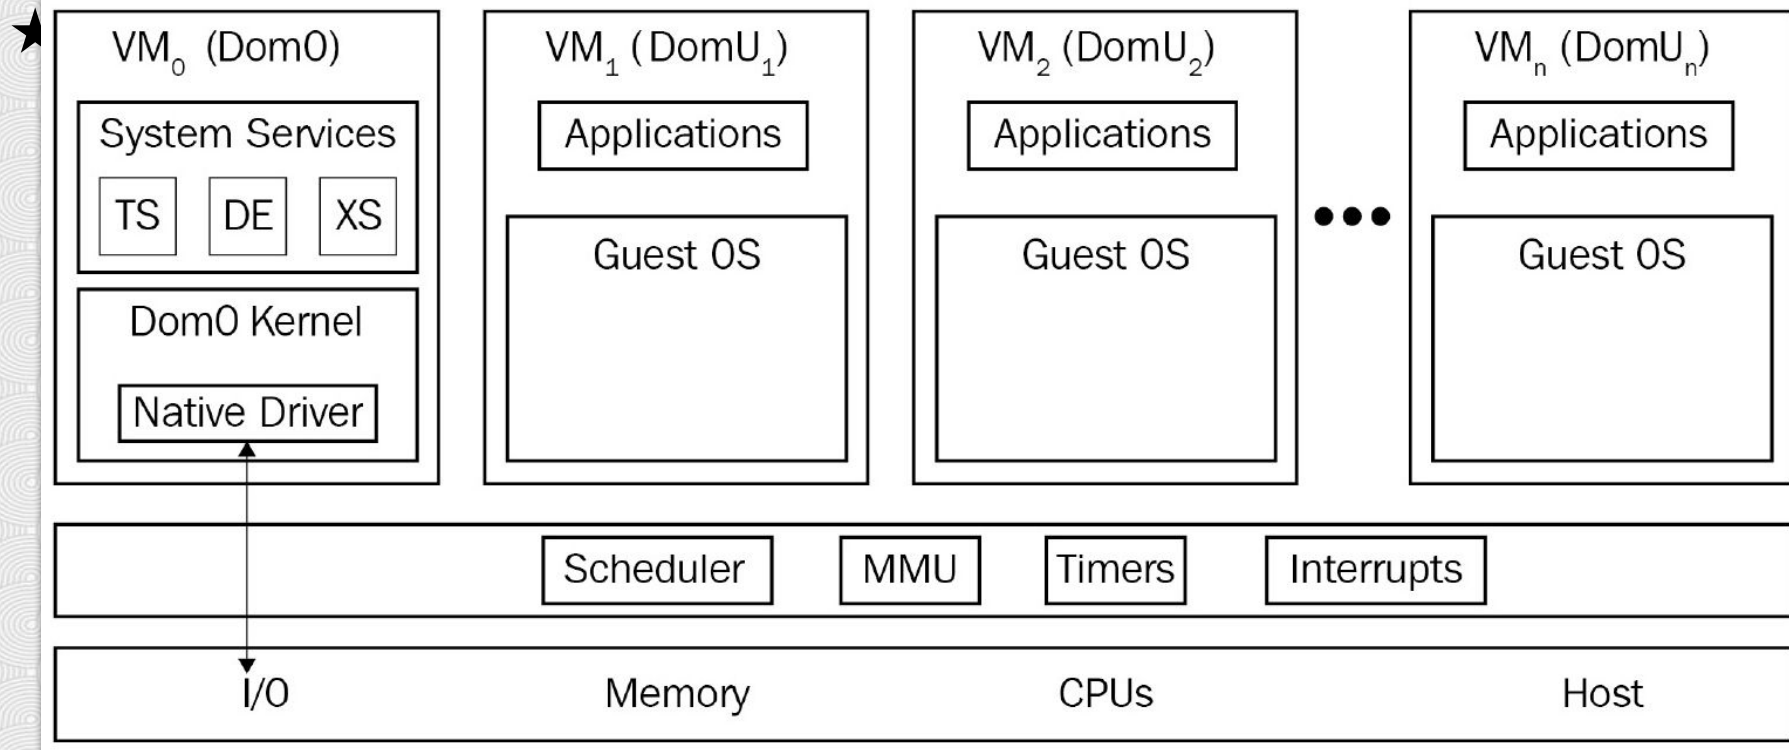 VM₀ (Dom0)
System Services
TS DE XS
Dom0 Kernel
Native Driver
VM₁ (DomU₁)
Applications
Guest OS
VM₂ (DomU₂)
Applications
Guest OS
VMₙ (DomUₙ)
Applications
Guest OS
Scheduler MMU Timers Interrupts
I/O Memory CPUs Host